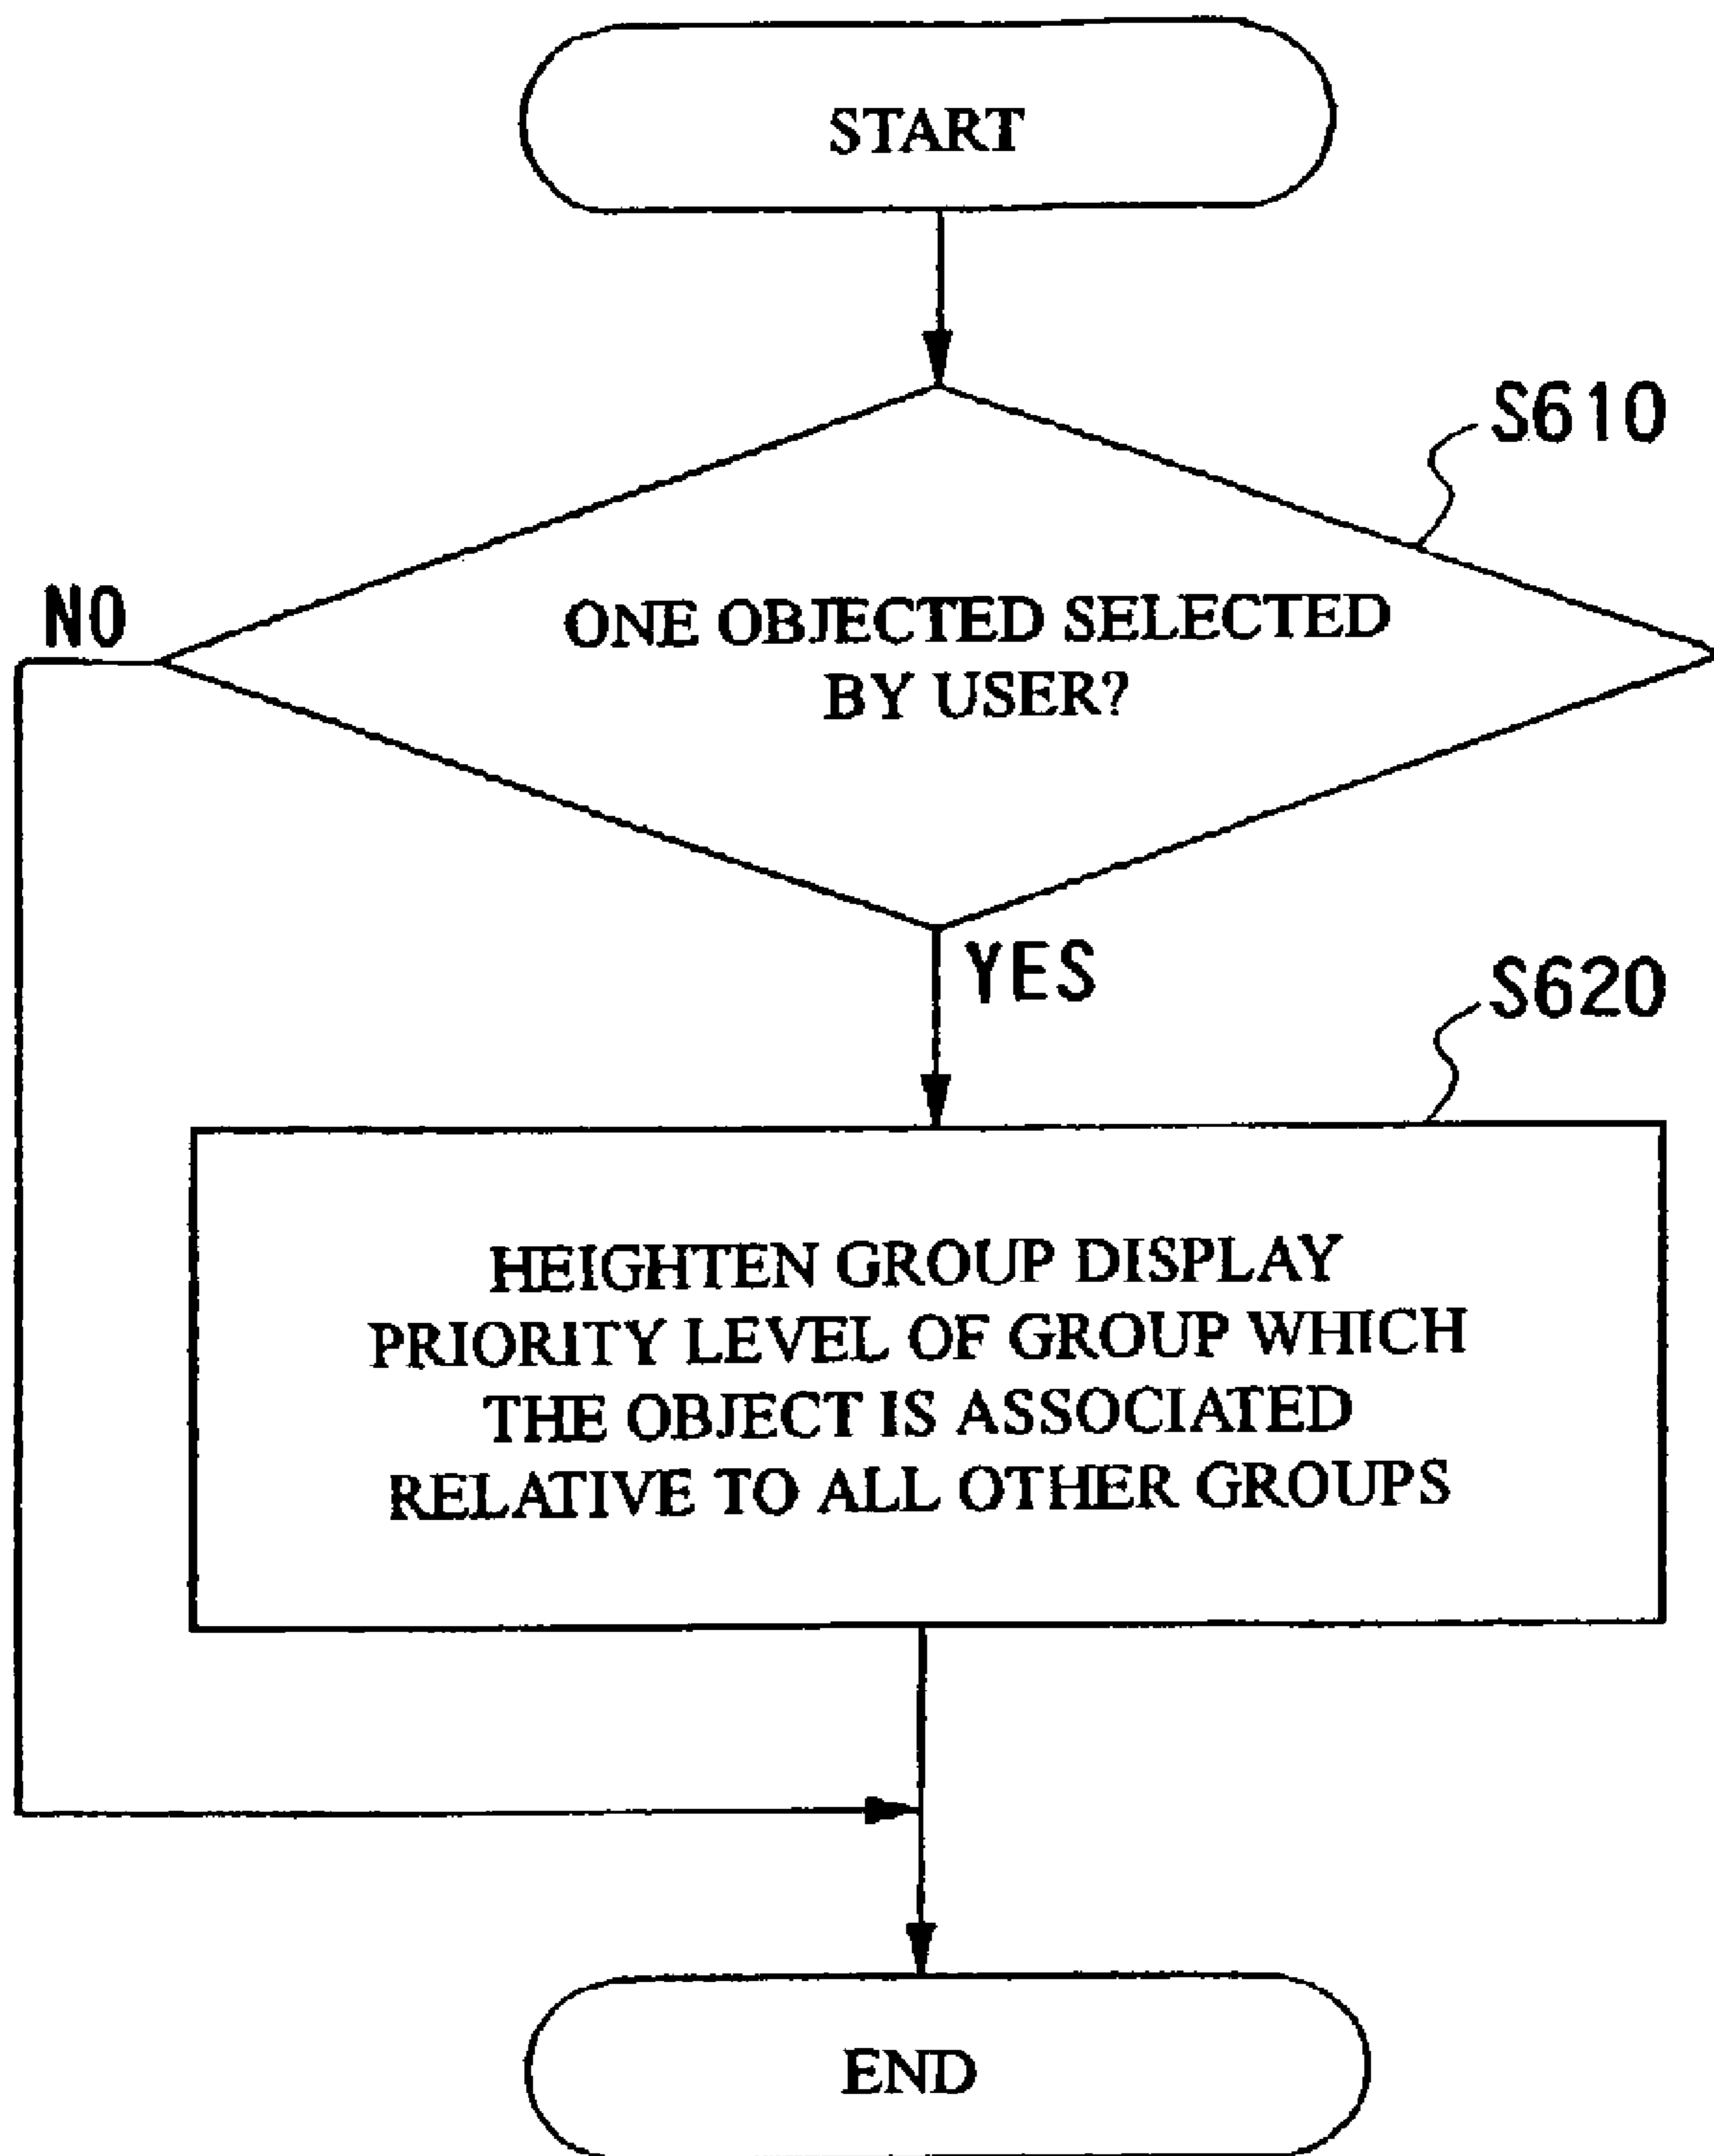 START
S610
NO
ONE OBJECTED SELECTED
BY USER?
YES
S620
HEIGHTEN GROUP DISPLAY
PRIORITY LEVEL OF GROUP WHICH
THE OBJECT IS ASSOCIATED
RELATIVE TO ALL OTHER GROUPS
END